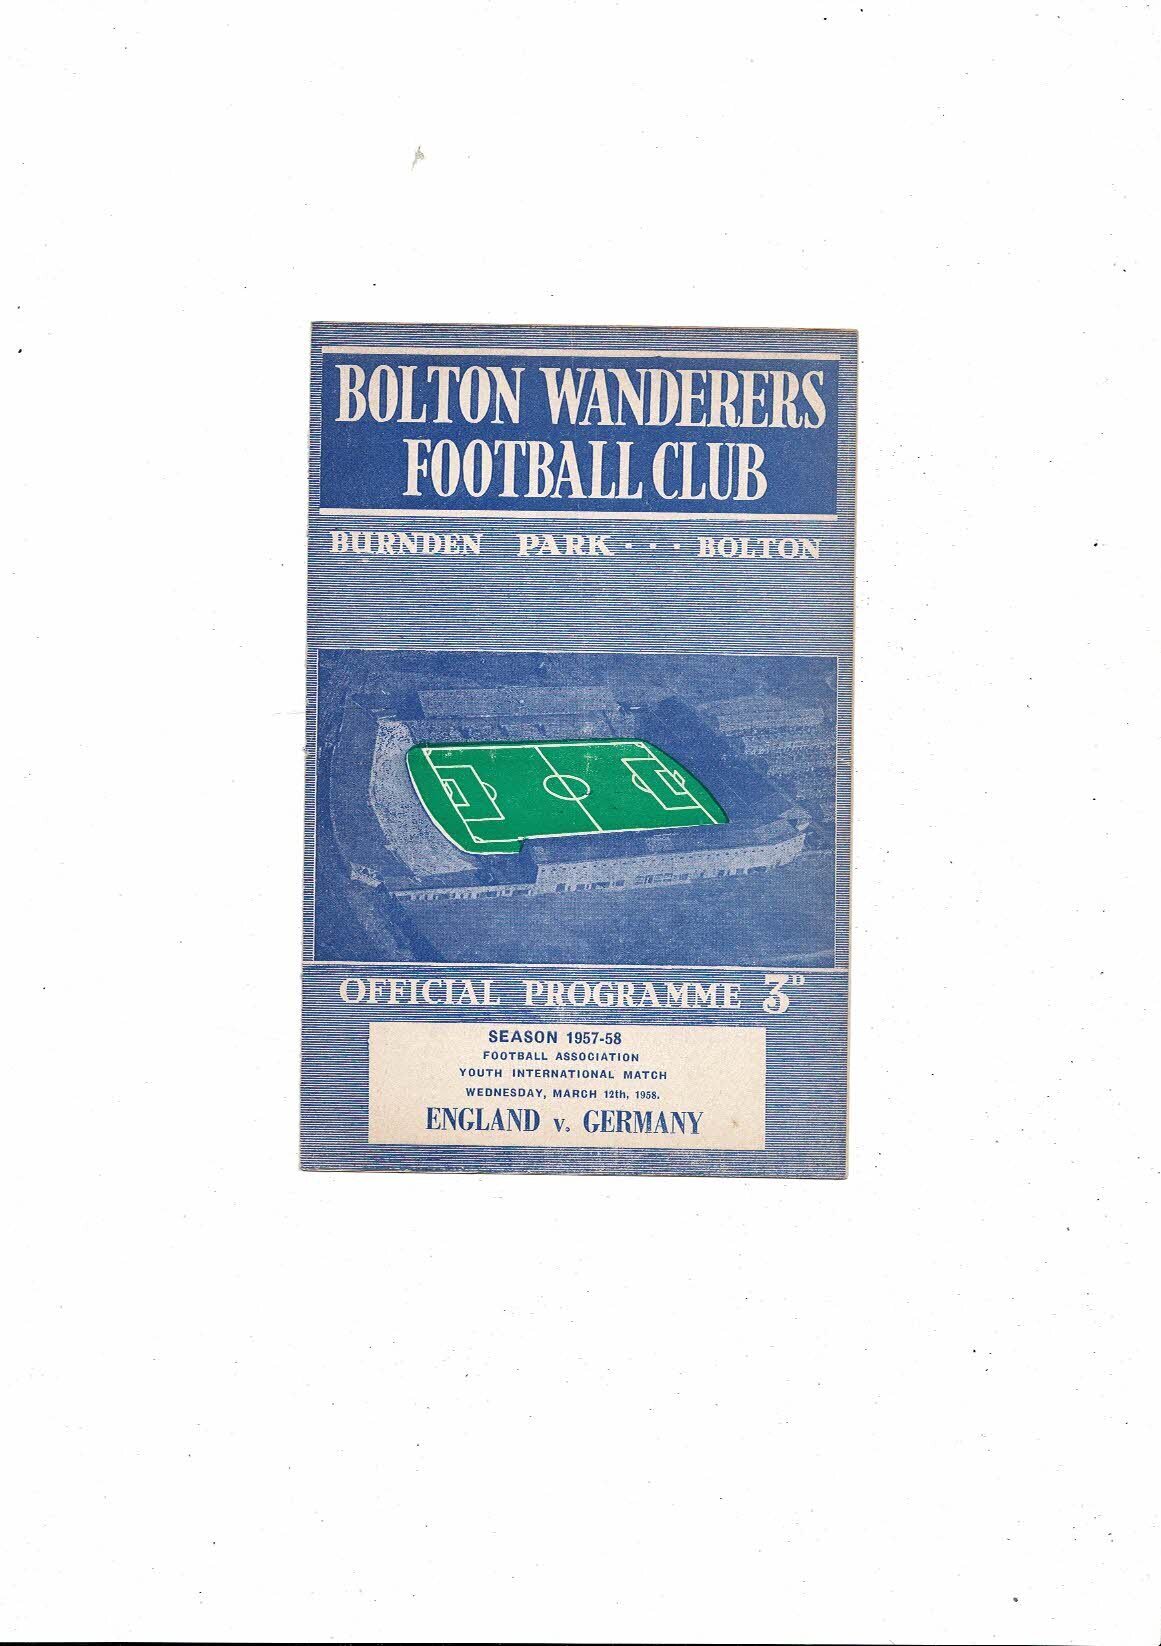 BOLTON WANDERERS
FOOTBALL CLUB
BURNDEN PARK . . . BOLTON
OFFICIAL PROGRAMME 3D
SEASON 1957-58
FOOTBALL ASSOCIATION
YOUTH INTERNATIONAL MATCH
WEDNESDAY, MARCH 12th, 1958.
ENGLAND v. GERMANY